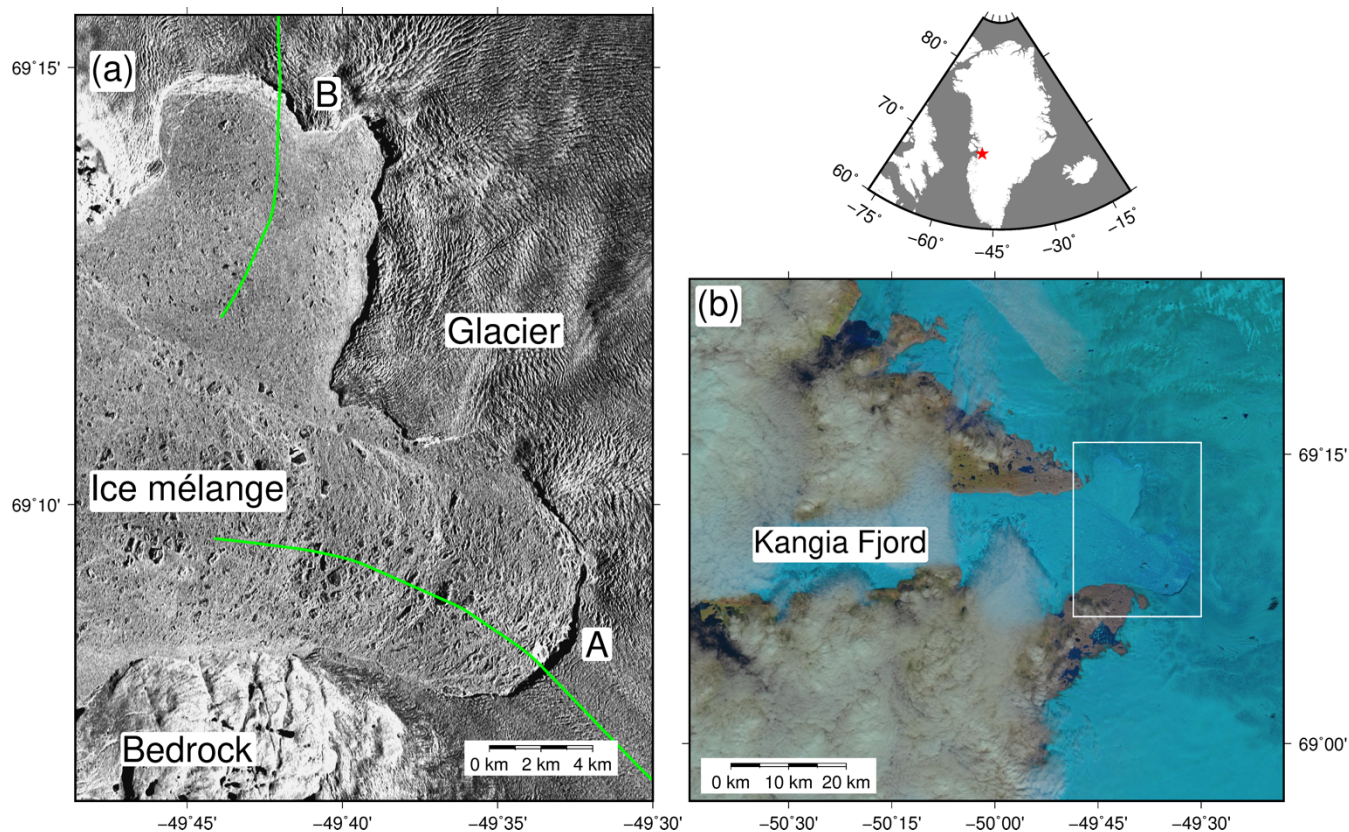 (a)
69°15'
B
Glacier
Ice mélange
69°10'
A
Bedrock
0 km 2 km 4 km
−49°45' −49°40' −49°35' −49°30'
80°
70°
60°
−75°
−60°
−45°
−30°
−15°
(b)
69°15'
Kangia Fjord
69°00'
0 km 10 km 20 km
−50°30' −50°15' −50°00' −49°45' −49°30'